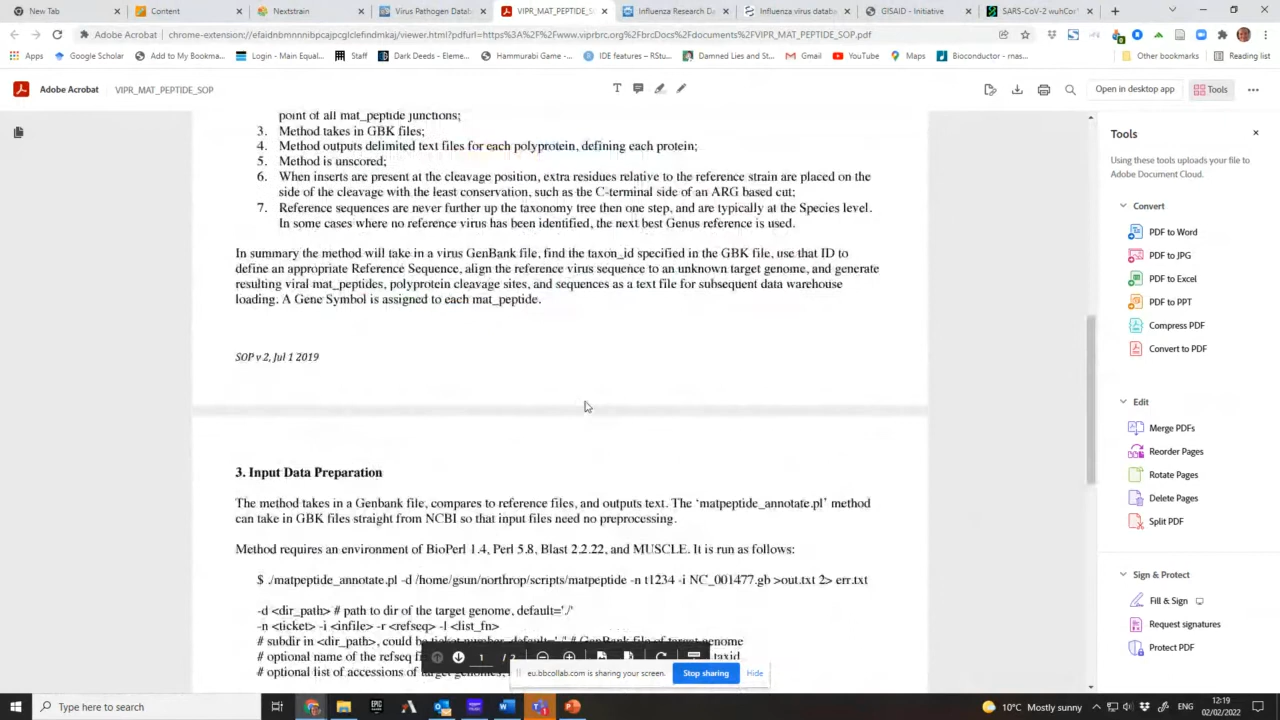 New Tab
Content
Nextstrain
Virus Pathogen Datab
VIPR_MAT_PEPTIDE_SO
Influenza Research Da
Influenza virus datab
GISAID - Initiative
SARS-CoV-2 wuhCor
Adobe Acrobat | chrome-extension://efaidnbmnnnibpcajpcglclefindmkaj/viewer.html?pdfurl=https%3A%2F%2Fwww.viprbrc.org%2FbrcDocs%2Fdocuments%2FVIPR_MAT_PEPTIDE_SOP.pdf
Apps
Google Scholar
Add to My Bookma...
Login - Main Equal...
Staff
Dark Deeds - Eleme...
Hammurabi Game -...
IDE features – RStu...
Damned Lies and St...
Gmail
YouTube
Maps
Bioconductor – rnas...
Other bookmarks
Reading list
Adobe Acrobat
VIPR_MAT_PEPTIDE_SOP
Open in desktop app
Tools
point of all mat_peptide junctions;
3. Method takes in GBK files;
4. Method outputs delimited text files for each polyprotein, defining each protein;
5. Method is unscored;
6. When inserts are present at the cleavage position, extra residues relative to the reference strain are placed on the
side of the cleavage with the least conservation, such as the C-terminal side of an ARG based cut;
7. Reference sequences are never further up the taxonomy tree then one step, and are typically at the Species level.
In some cases where no reference virus has been identified, the next best Genus reference is used.
In summary the method will take in a virus GenBank file, find the taxon_id specified in the GBK file, use that ID to
define an appropriate Reference Sequence, align the reference virus sequence to an unknown target genome, and generate
resulting viral mat_peptides, polyprotein cleavage sites, and sequences as a text file for subsequent data warehouse
loading. A Gene Symbol is assigned to each mat_peptide.
SOP v 2, Jul 1 2019
3. Input Data Preparation
The method takes in a Genbank file, compares to reference files, and outputs text. The ‘matpeptide_annotate.pl’ method
can take in GBK files straight from NCBI so that input files need no preprocessing.
Method requires an environment of BioPerl 1.4, Perl 5.8, Blast 2.2.22, and MUSCLE. It is run as follows:
$ ./matpeptide_annotate.pl -d /home/gsun/northrop/scripts/matpeptide -n t1234 -i NC_001477.gb >out.txt 2> err.txt
-d <dir_path> # path to dir of the target genome, default='./'
-n <ticket> -i <infile> -r <refseq> -l <list_fn>
# subdir in <dir_path>, could be ticket number, default='.' # GenBank file of target genome
# optional name of the refseq f taxid
# optional list of accessions of target genomes,
1 / 2
eu.bbcollab.com is sharing your screen.
Stop sharing
Hide
Tools
Using these tools uploads your file to
Adobe Document Cloud.
Convert
PDF to Word
PDF to JPG
PDF to Excel
PDF to PPT
Compress PDF
Convert to PDF
Edit
Merge PDFs
Reorder Pages
Rotate Pages
Delete Pages
Split PDF
Sign & Protect
Fill & Sign
Request signatures
Protect PDF
Type here to search
10°C Mostly sunny
ENG
12:19
02/02/2022